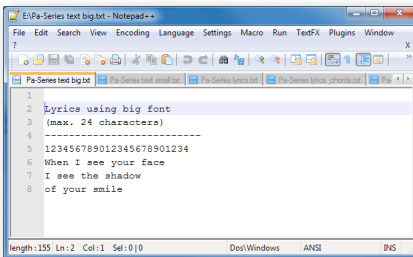 E:\Pa-Series text big.txt - Notepad++
File Edit Search View Encoding Language Settings Macro Run TextFX Plugins Window
? X
Pa-Series text big.txt Pa-Series text small.txt Pa-Series lyrics.txt Pa-Series lyrics_chords.txt Pa-
1
2 Lyrics using big font
3 (max. 24 characters)
4 ------------------------
5 123456789012345678901234
6 When I see your face
7 I see the shadow
8 of your smile
length : 155 Ln : 2 Col : 1 Sel : 0 | 0 Dos\Windows ANSI INS